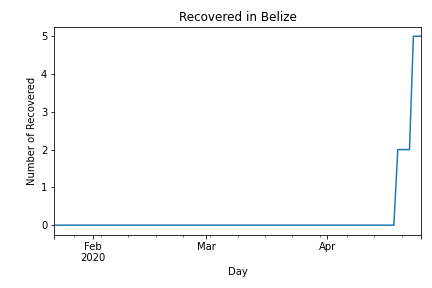 Recovered in Belize
Number of Recovered
5
4
3
2
1
0
Feb
2020
Mar
Apr
Day